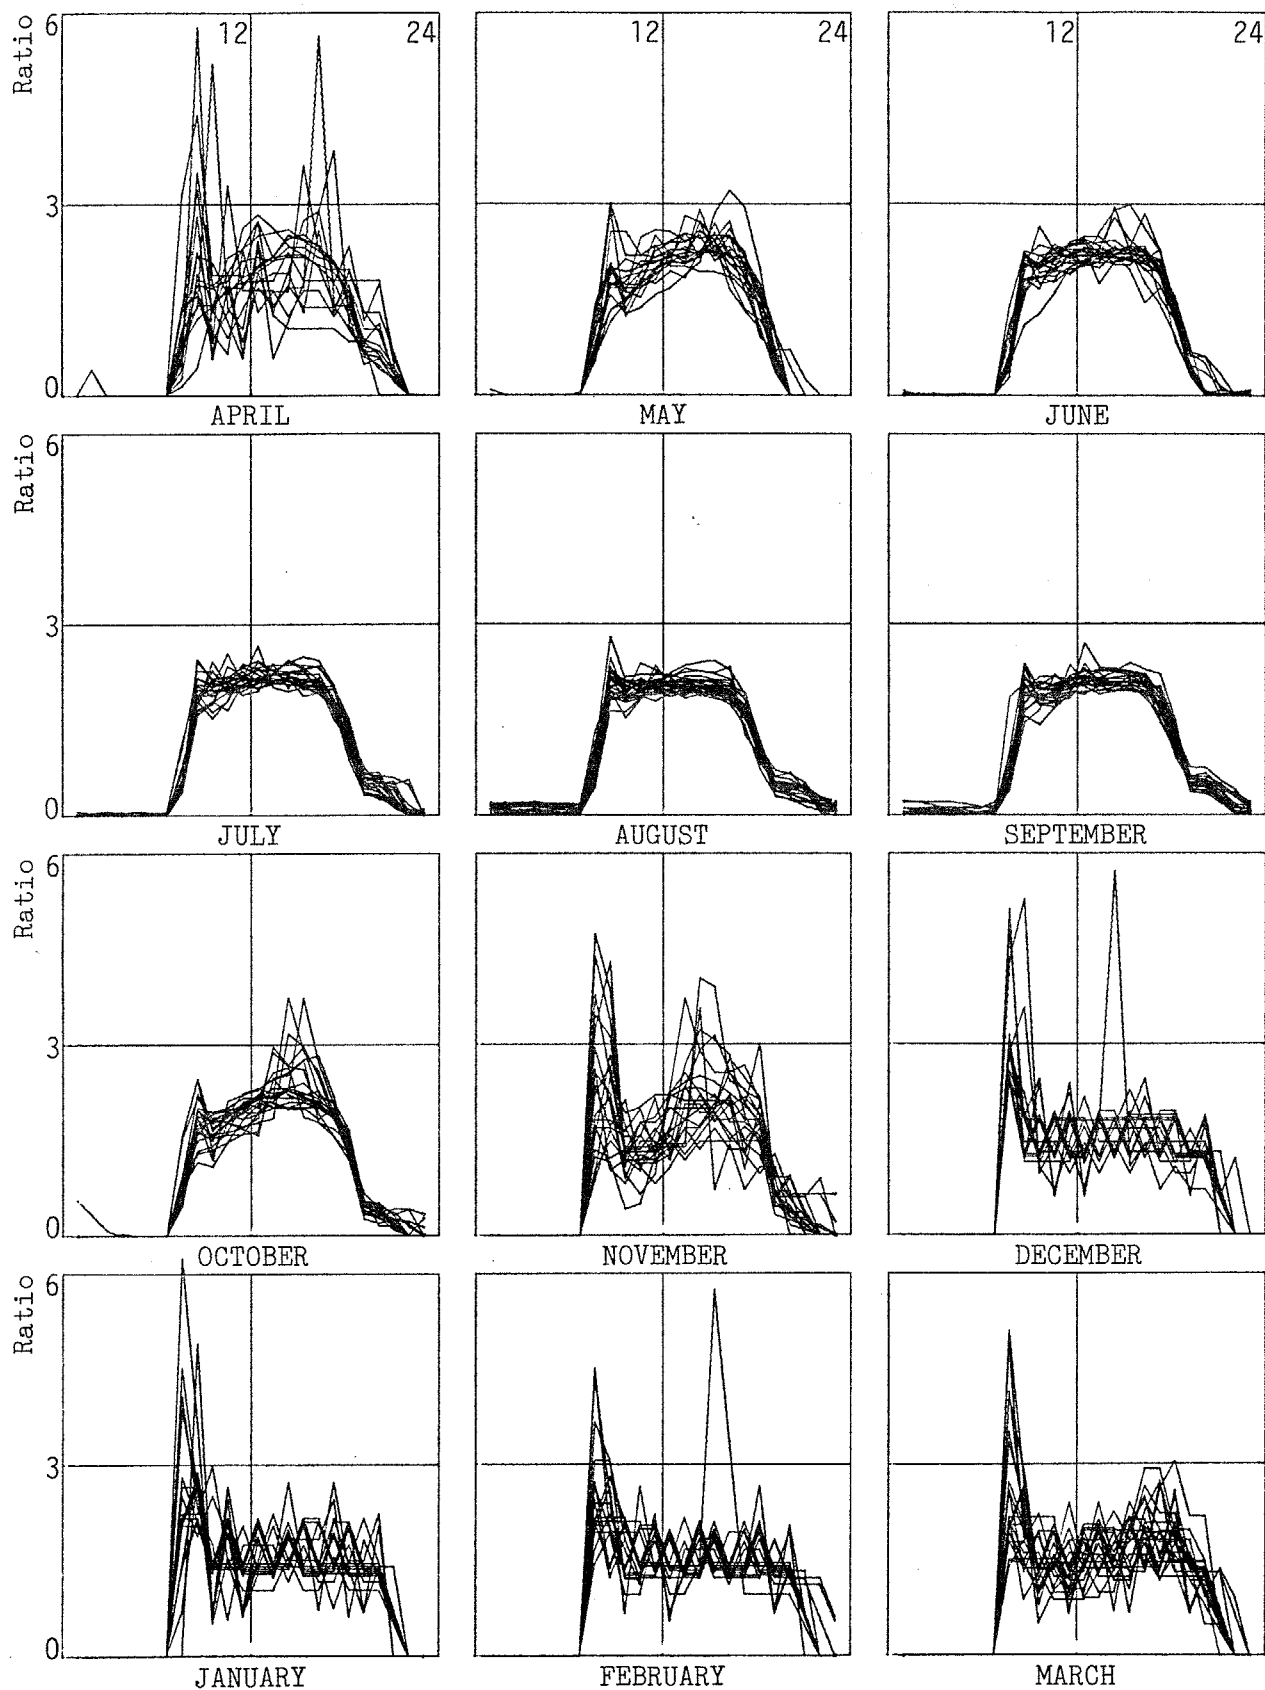 Ratio 6 12 24 12 24 12 24
3
0
APRIL MAY JUNE
Ratio 6
3
0
JULY AUGUST SEPTEMBER
Ratio 6
3
0
OCTOBER NOVEMBER DECEMBER
Ratio 6
3
0
JANUARY FEBRUARY MARCH